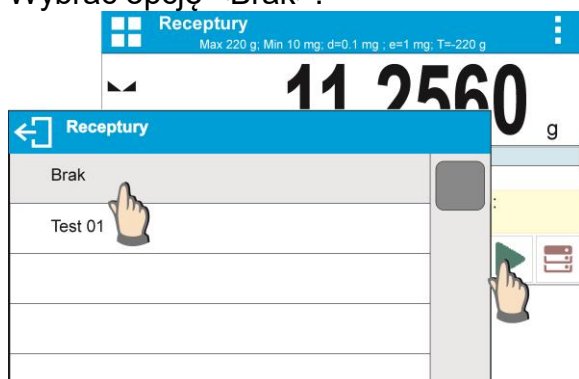 Wybrać opcję <Brak>.
Receptury
Max 220 g; Min 10 mg; d=0.1 mg ; e=1 mg; T=-220 g
11.2560 g
Receptury
Brak
:
Test 01